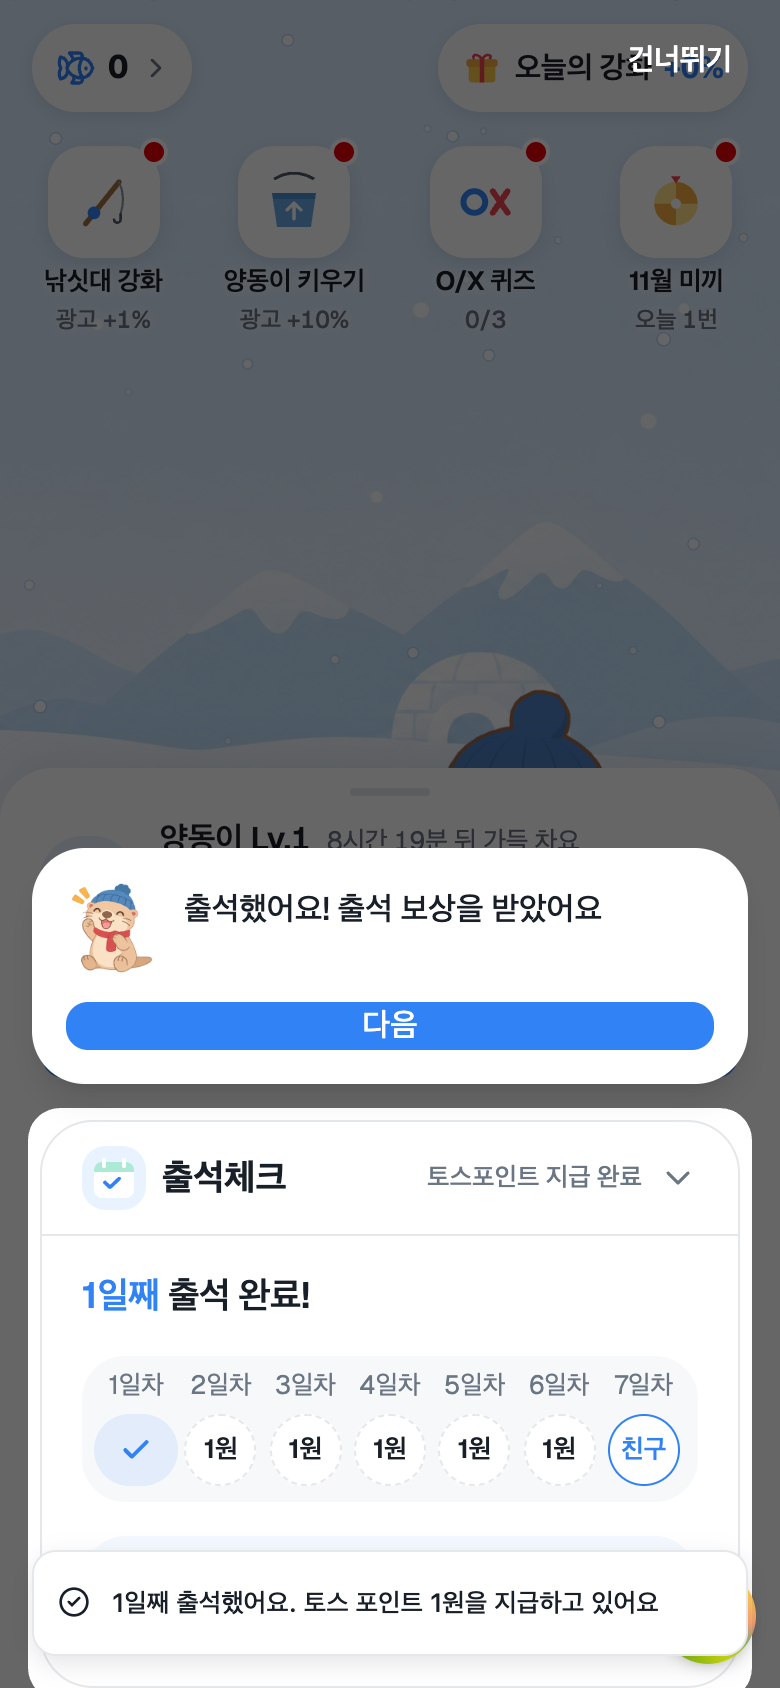 0
오늘의 강화 +0%
건너뛰기
낚싯대 강화
광고 +1%
양동이 키우기
광고 +10%
OX
O/X 퀴즈
0/3
11월 미끼
오늘 1번
양동이 Lv.1 8시간 19분 뒤 가득 차요
출석했어요! 출석 보상을 받았어요
다음
출석체크
토스포인트 지급 완료
1일째 출석 완료!
1일차 2일차 3일차 4일차 5일차 6일차 7일차
1원 1원 1원 1원 1원 친구
1일째 출석했어요. 토스 포인트 1원을 지급하고 있어요